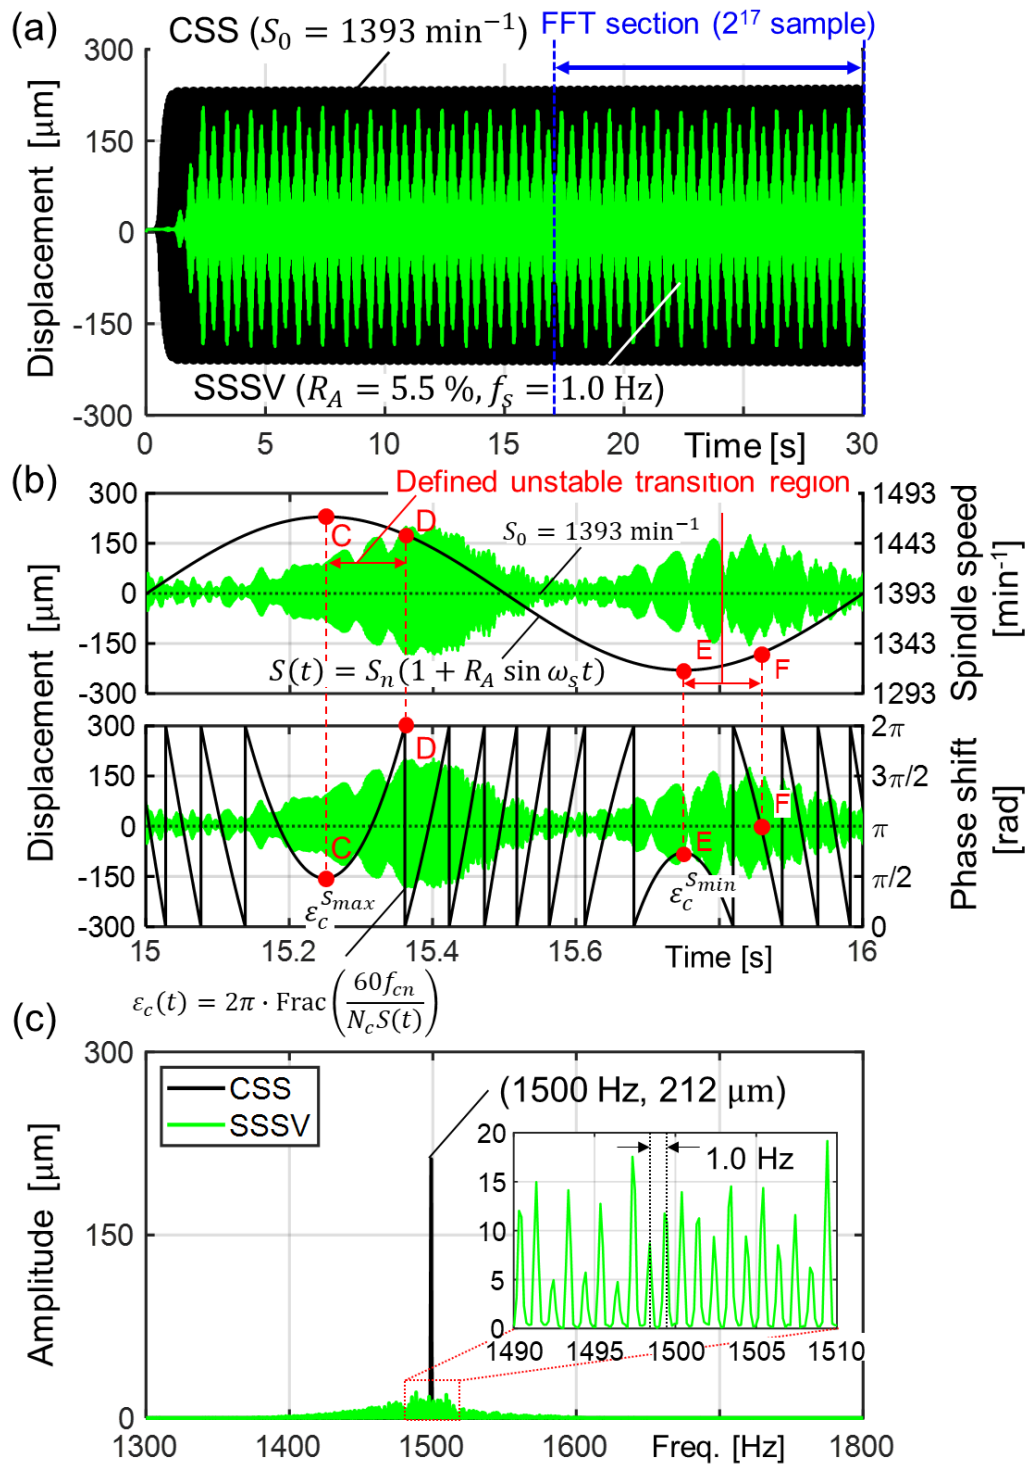 (a)
CSS (S₀ = 1393 min⁻¹)
FFT section (2¹⁷ sample)
300
150
0
-150
-300
Displacement [μm]
SSSV (R_A = 5.5 %, f_s = 1.0 Hz)
0 5 10 15 20 25 30
Time [s]
(b)
Defined unstable transition region
300
150
0
-150
-300
Displacement [μm]
C
D
S₀ = 1393 min⁻¹
E
F
S(t) = S_n(1 + R_A sin ω_s t)
1493
1443
1393
1343
1293
Spindle speed
[min⁻¹]
300
150
0
-150
-300
Displacement [μm]
D
C
F
E
ε_c^{s_max}
ε_c^{s_min}
2π
3π/2
π
π/2
0
Phase shift
[rad]
15 15.2 15.4 Time [s] 16
ε_c(t) = 2π · Frac(60f_cn / N_cS(t))
(c)
300
150
0
Amplitude [μm]
CSS
SSSV
(1500 Hz, 212 μm)
20
15
10
5
0
1.0 Hz
1490 1495 1500 1505 1510
1300 1400 1500 1600 Freq. [Hz] 1800